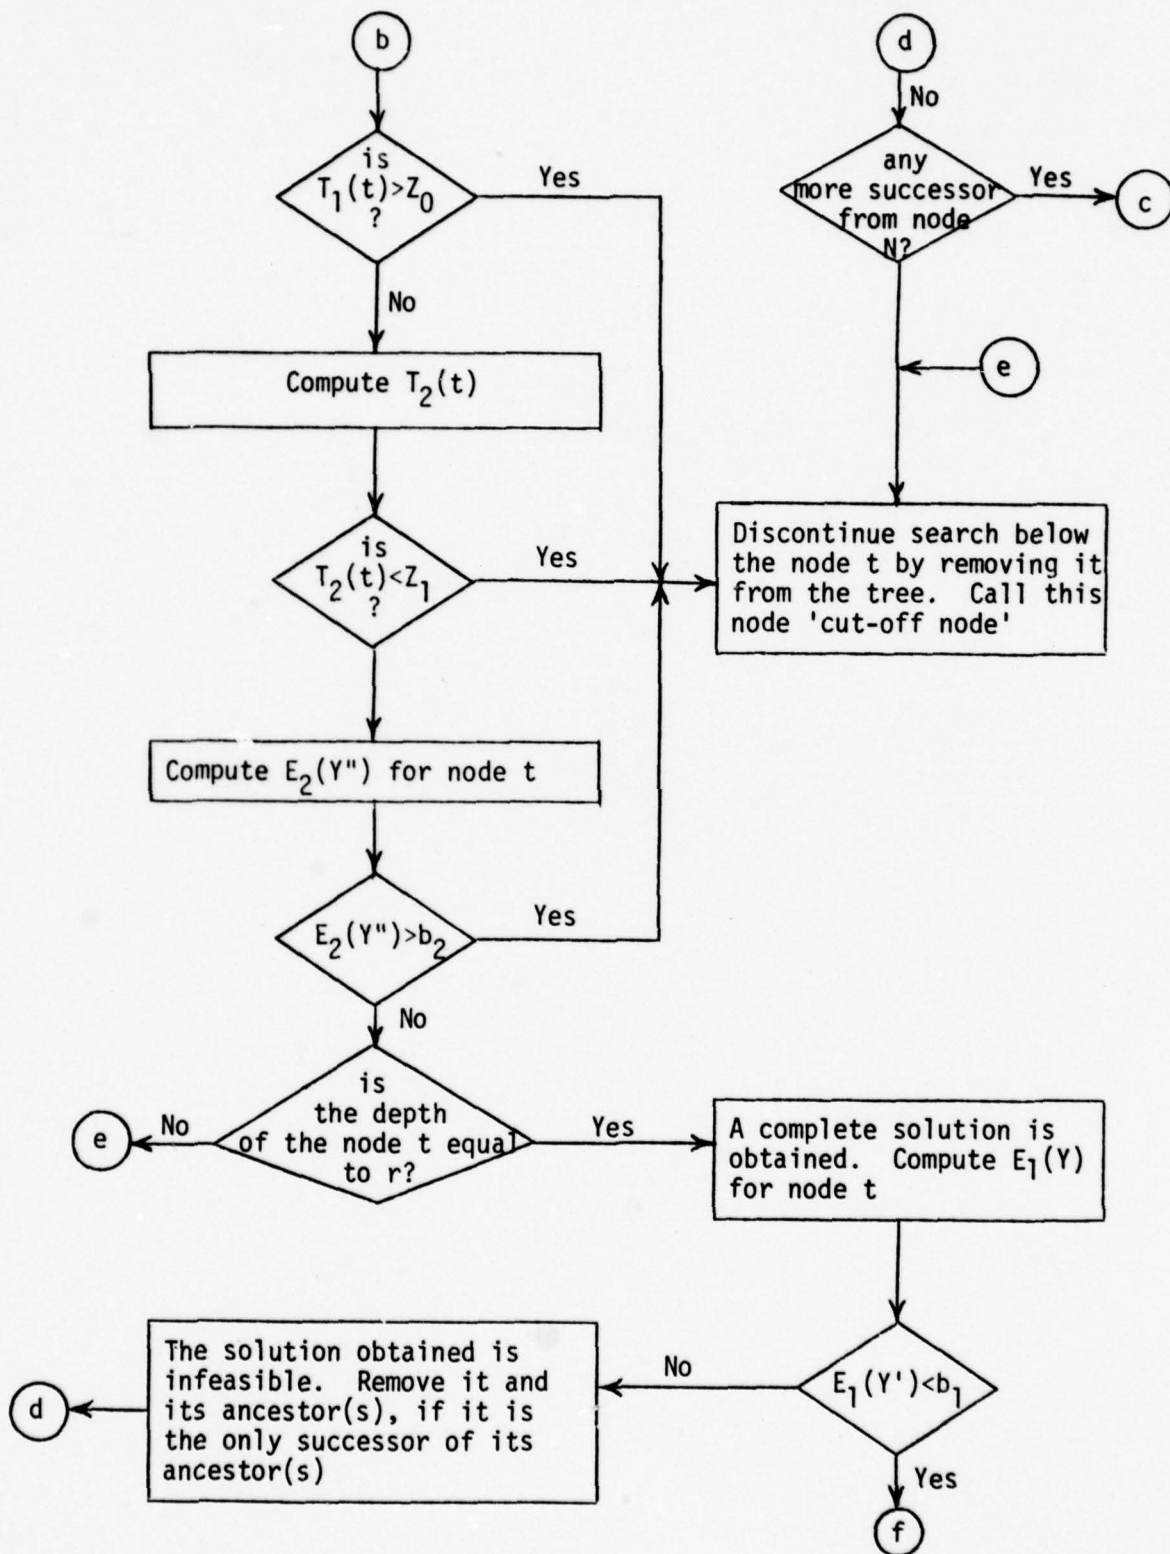 b
is
T1(t)>Z0
?
Yes
No
Compute T2(t)
is
T2(t)<Z1
?
Yes
Compute E2(Y") for node t
E2(Y")>b2
Yes
No
is
the depth
of the node t equal
to r?
No
e
Yes
d
No
any
more successor
from node
N?
Yes
c
e
Discontinue search below
the node t by removing it
from the tree. Call this
node 'cut-off node'
A complete solution is
obtained. Compute E1(Y)
for node t
E1(Y')<b1
No
Yes
f
The solution obtained is
infeasible. Remove it and
its ancestor(s), if it is
the only successor of its
ancestor(s)
d